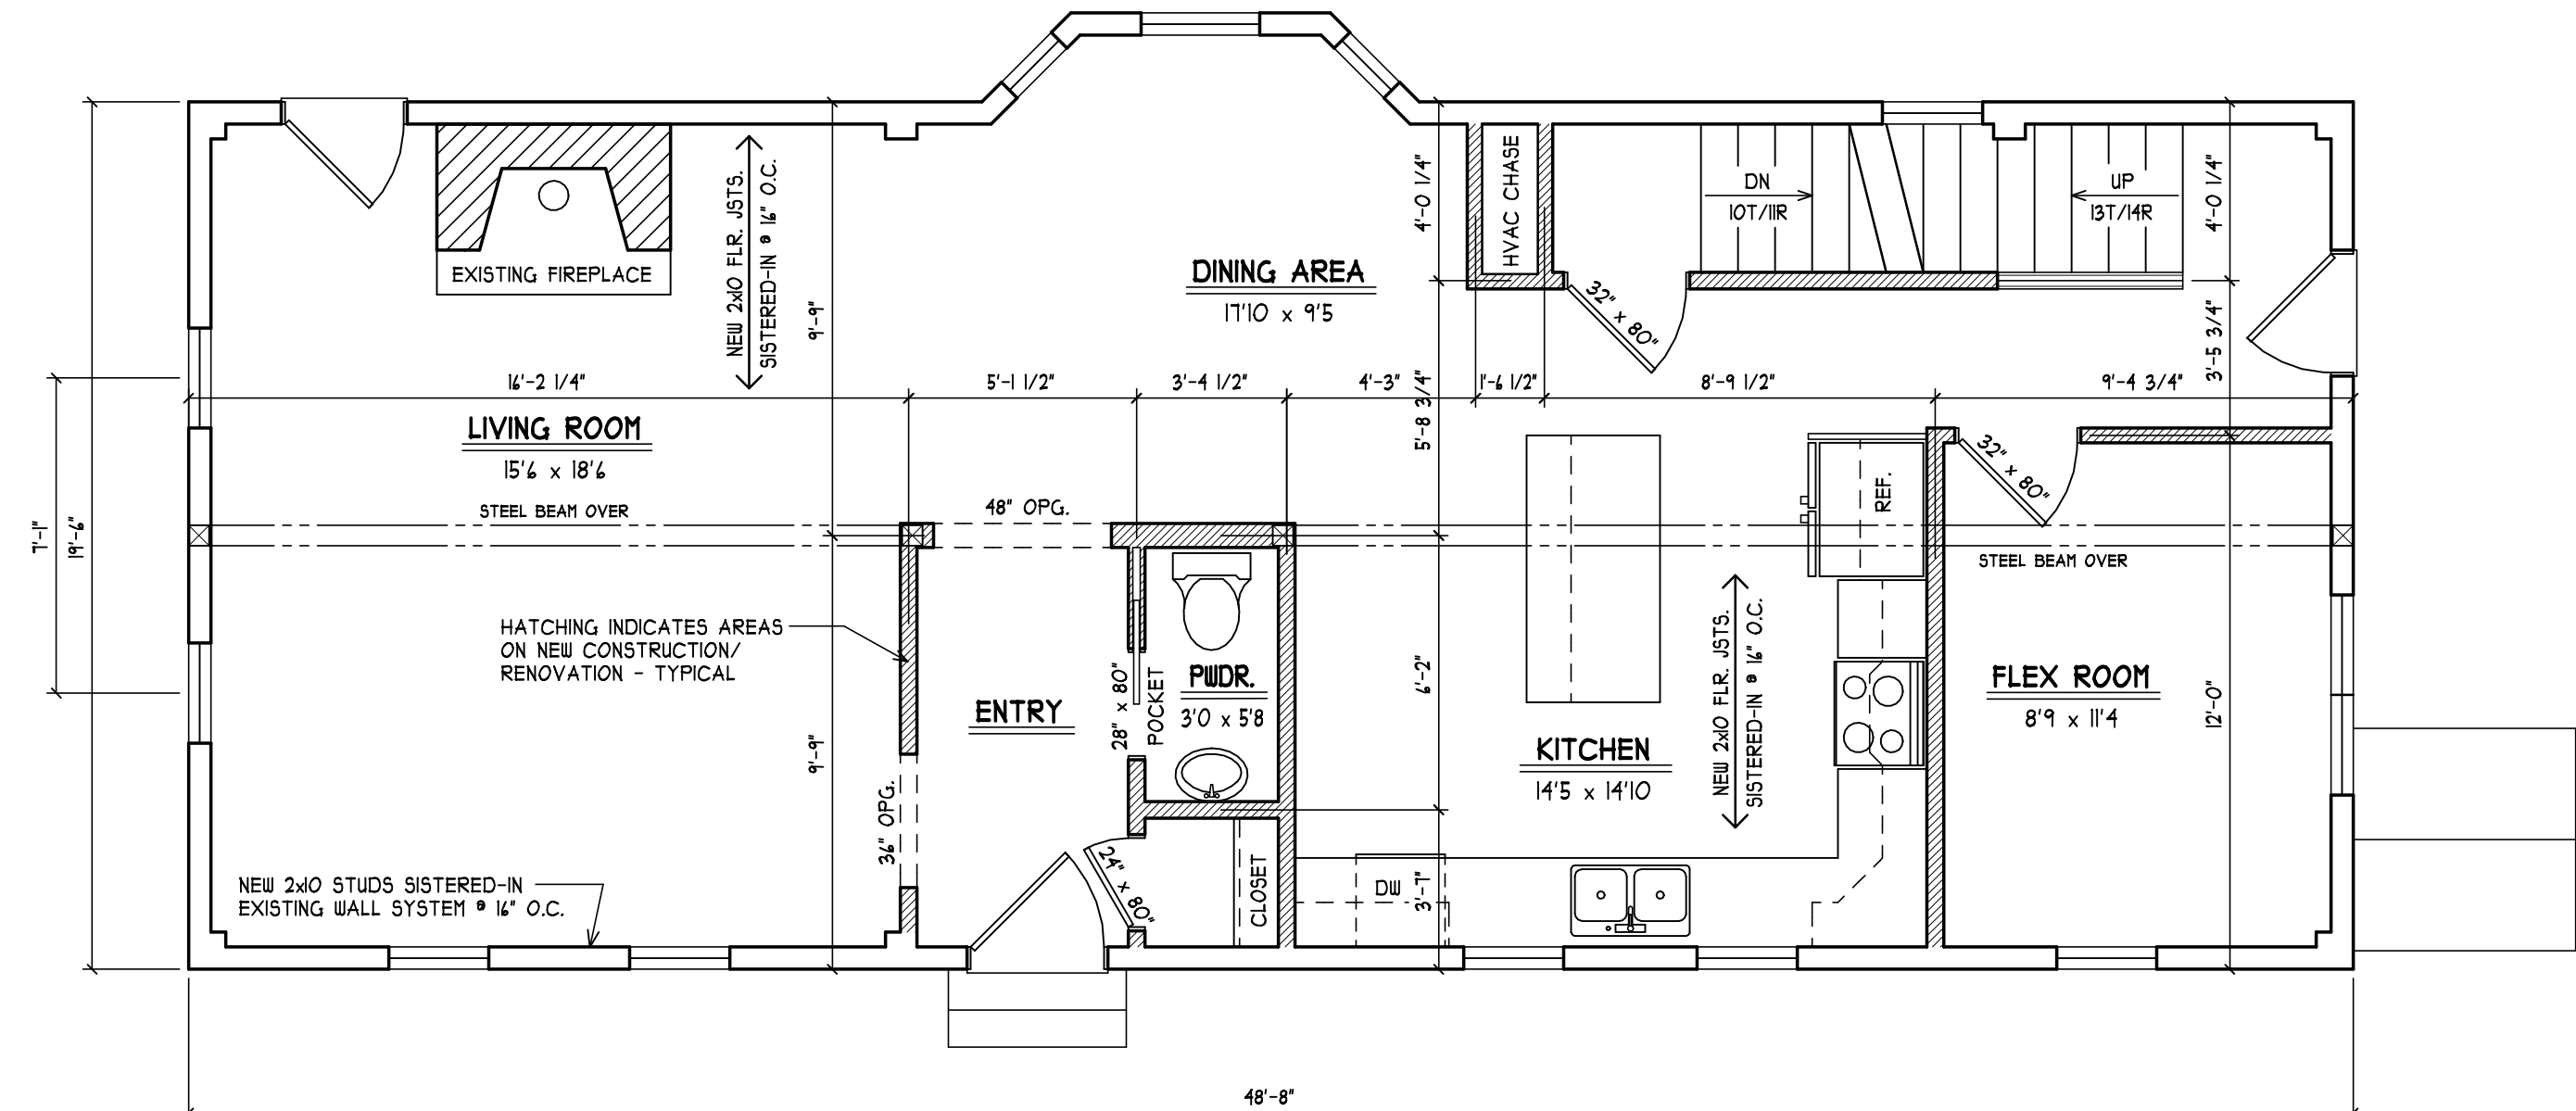 EXISTING FIREPLACE
NEW 2x10 FLR. JSTS.
SISTERED-IN @ 16" O.C.
9'-9"
DINING AREA
17'10 x 9'5
4'-0 1/4"
HVAC CHASE
DN
10T/11R
UP
13T/14R
4'-0 1/4"
32" x 80"
3'-5 3/4"
16'-2 1/4"
5'-1 1/2"
3'-4 1/2"
4'-3"
5'-8 3/4"
1'-6 1/2"
8'-9 1/2"
9'-4 3/4"
LIVING ROOM
15'6 x 18'6
32" x 80"
REF.
STEEL BEAM OVER
48" OPG.
7'-1"
19'-6"
STEEL BEAM OVER
HATCHING INDICATES AREAS
ON NEW CONSTRUCTION/
RENOVATION - TYPICAL
28" x 80"
POCKET
PWDR.
3'0 x 5'8
6'-2"
NEW 2x10 FLR. JSTS.
SISTERED-IN @ 16" O.C.
FLEX ROOM
8'9 x 11'4
12'-0"
ENTRY
9'-9"
KITCHEN
14'5 x 14'10
36" OPG.
24" x 80"
CLOSET
DW
3'-7"
NEW 2x10 STUDS SISTERED-IN
EXISTING WALL SYSTEM @ 16" O.C.
48'-8"